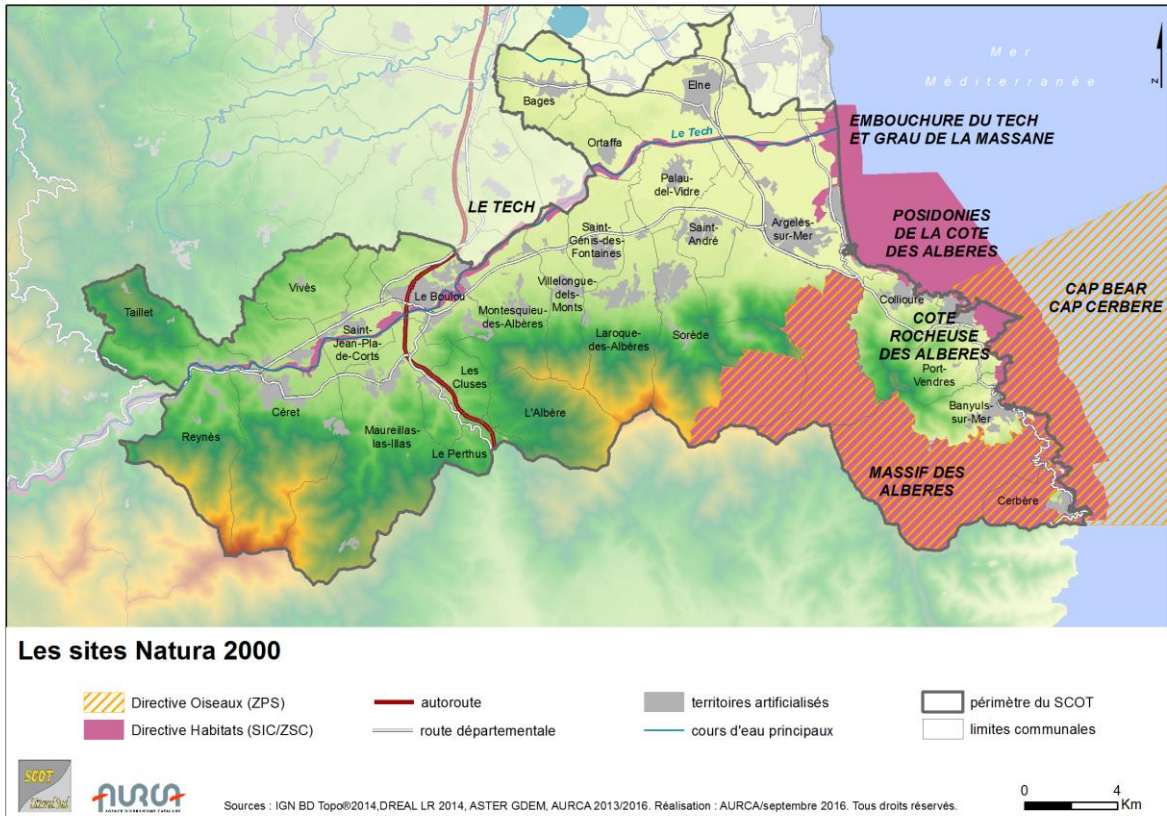 Mer
Méditerranée
N
Elne
Bages
EMBOUCHURE DU TECH
ET GRAU DE LA MASSANE
Le Tech
Ortaffa
Palau-
del-Vidre
LE TECH
POSIDONIES
DE LA COTE
DES ALBERES
Saint-
Génis-des-
Fontaines
Saint-
André
Argelès-
sur-Mer
CAP BEAR
CAP CERBERE
Vivès
Le Boulou
Villelongue-
dels-
Monts
Collioure
Taillet
Montesquieu-
des-Albères
COTE
ROCHEUSE
DES ALBERES
Saint-
Jean-Pla-
de-Corts
Laroque-
des-Albères
Sorède
Port-
Vendres
Les
Cluses
Banyuls-
sur-Mer
Céret
L'Albère
Reynès
Maureillas-
las-Illas
Le Perthus
MASSIF DES
ALBERES
Cerbère
Les sites Natura 2000
Directive Oiseaux (ZPS)
autoroute
territoires artificialisés
périmètre du SCOT
Directive Habitats (SIC/ZSC)
route départementale
cours d'eau principaux
limites communales
SCOT
Littoral Sud
AURCA
AGENCE D'URBANISME CATALANE
Sources : IGN BD Topo®2014,DREAL LR 2014, ASTER GDEM, AURCA 2013/2016. Réalisation : AURCA/septembre 2016. Tous droits réservés.
0 4
Km